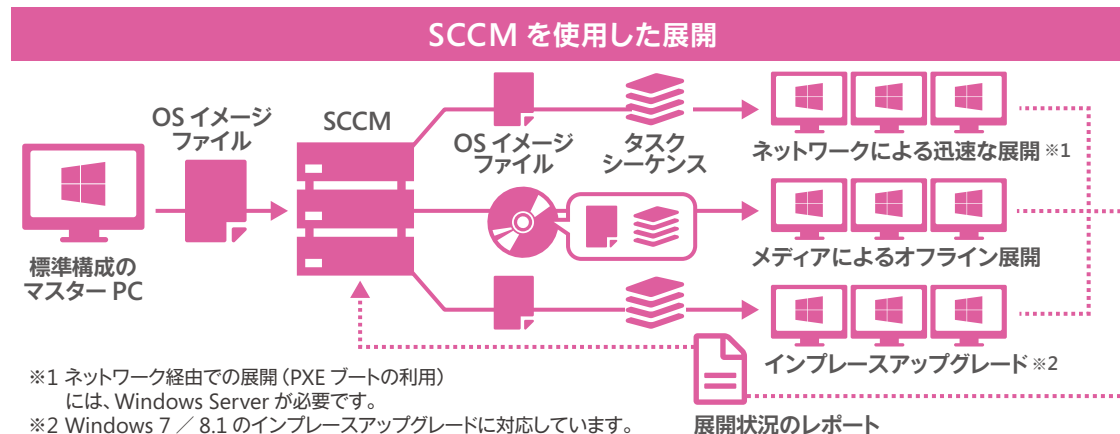 SCCM を使用した展開
OS イメージ
ファイル
SCCM
OS イメージ
ファイル
タスク
シーケンス
ネットワークによる迅速な展開 ※1
標準構成の
マスター PC
メディアによるオフライン展開
インプレースアップグレード ※2
※1 ネットワーク経由での展開（PXE ブートの利用）
には、Windows Server が必要です。
※2 Windows 7 ／ 8.1 のインプレースアップグレードに対応しています。
展開状況のレポート